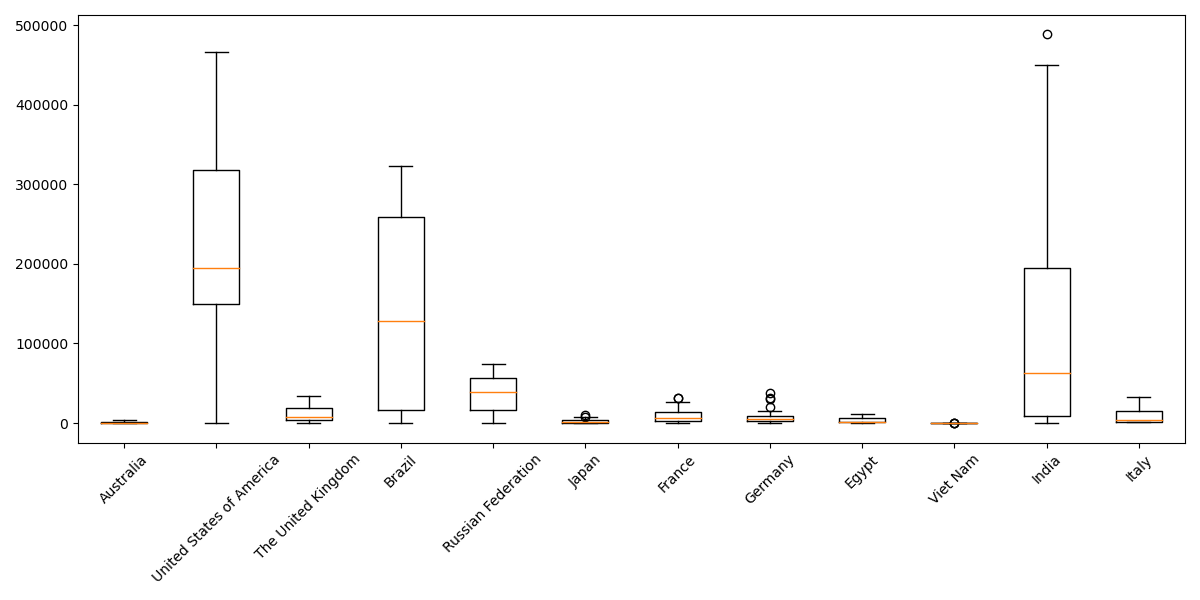 500000
400000
300000
200000
100000
0
Australia
United States of America
The United Kingdom
Brazil
Russian Federation
Japan
France
Germany
Egypt
Viet Nam
India
Italy